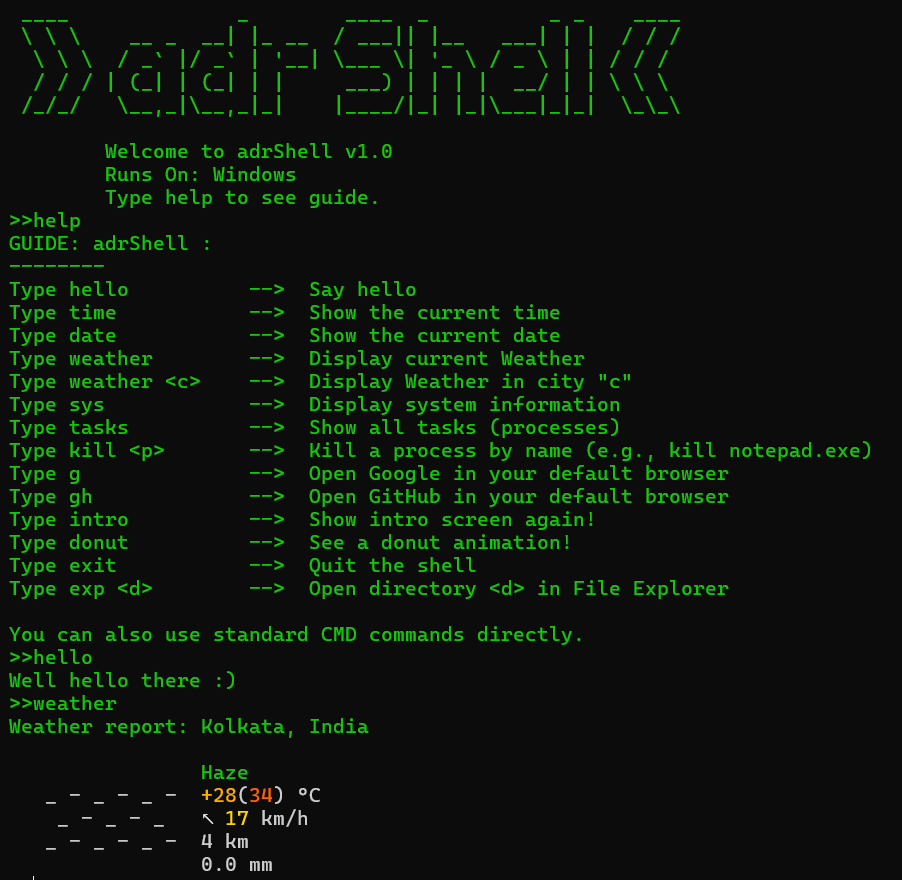 adr Shell
Welcome to adrShell v1.0
Runs On: Windows
Type help to see guide.
>>help
GUIDE: adrShell :
--------
Type hello          -->  Say hello
Type time           -->  Show the current time
Type date           -->  Show the current date
Type weather        -->  Display current Weather
Type weather <c>    -->  Display Weather in city "c"
Type sys            -->  Display system information
Type tasks          -->  Show all tasks (processes)
Type kill <p>       -->  Kill a process by name (e.g., kill notepad.exe)
Type g              -->  Open Google in your default browser
Type gh             -->  Open GitHub in your default browser
Type intro          -->  Show intro screen again!
Type donut          -->  See a donut animation!
Type exit           -->  Quit the shell
Type exp <d>        -->  Open directory <d> in File Explorer
You can also use standard CMD commands directly.
>>hello
Well hello there :)
>>weather
Weather report: Kolkata, India
Haze
+28(34) °C
↖ 17 km/h
4 km
0.0 mm